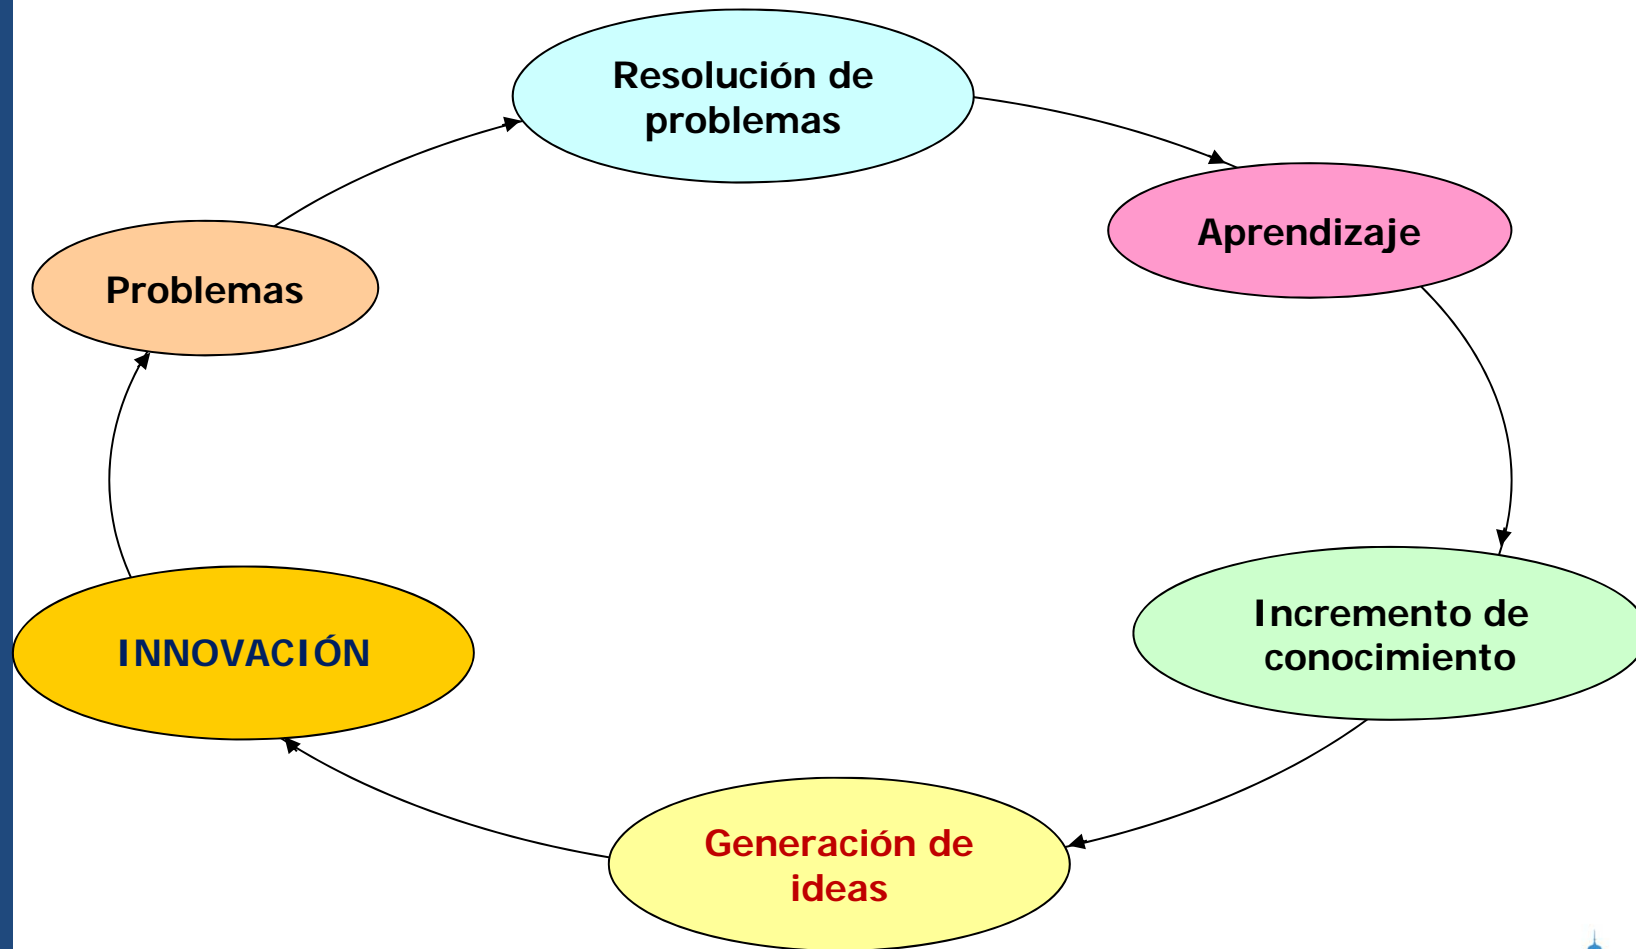 Resolución de
problemas
Aprendizaje
Incremento de
conocimiento
Generación de
ideas
INNOVACIÓN
Problemas